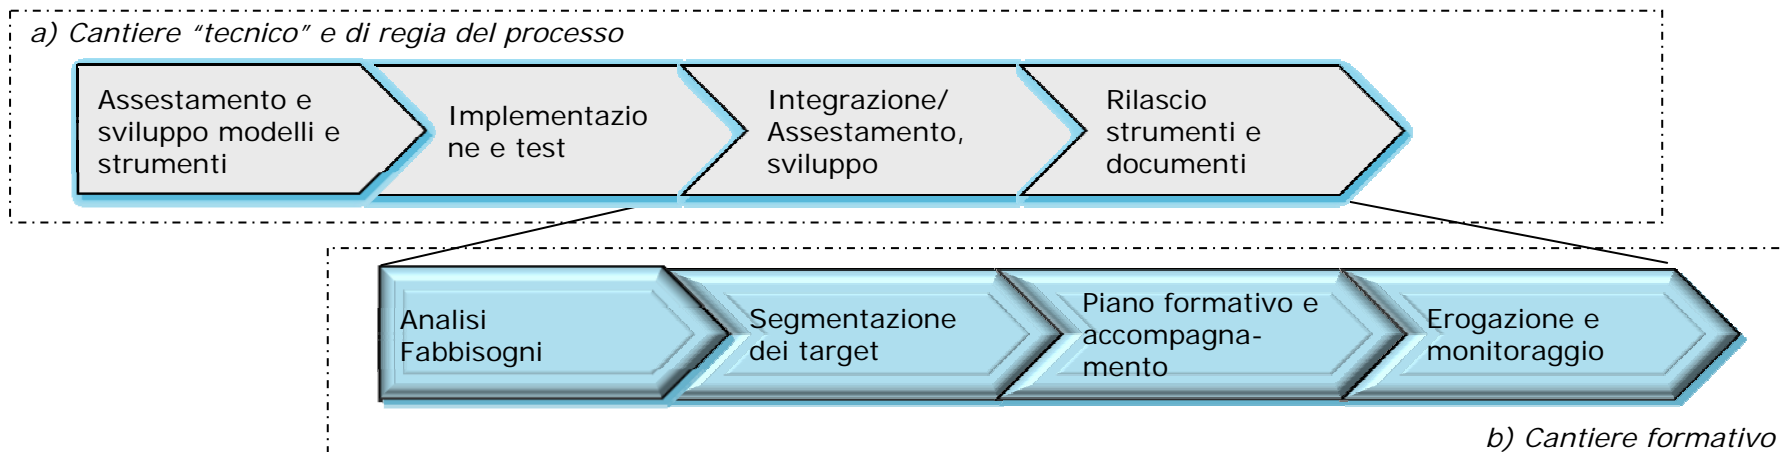 a) Cantiere “tecnico” e di regia del processo
Assestamento e
sviluppo modelli e
strumenti
Implementazio
ne e test
Integrazione/
Assestamento,
sviluppo
Rilascio
strumenti e
documenti
Analisi
Fabbisogni
Segmentazione
dei target
Piano formativo e
accompagna-
mento
Erogazione e
monitoraggio
b) Cantiere formativo